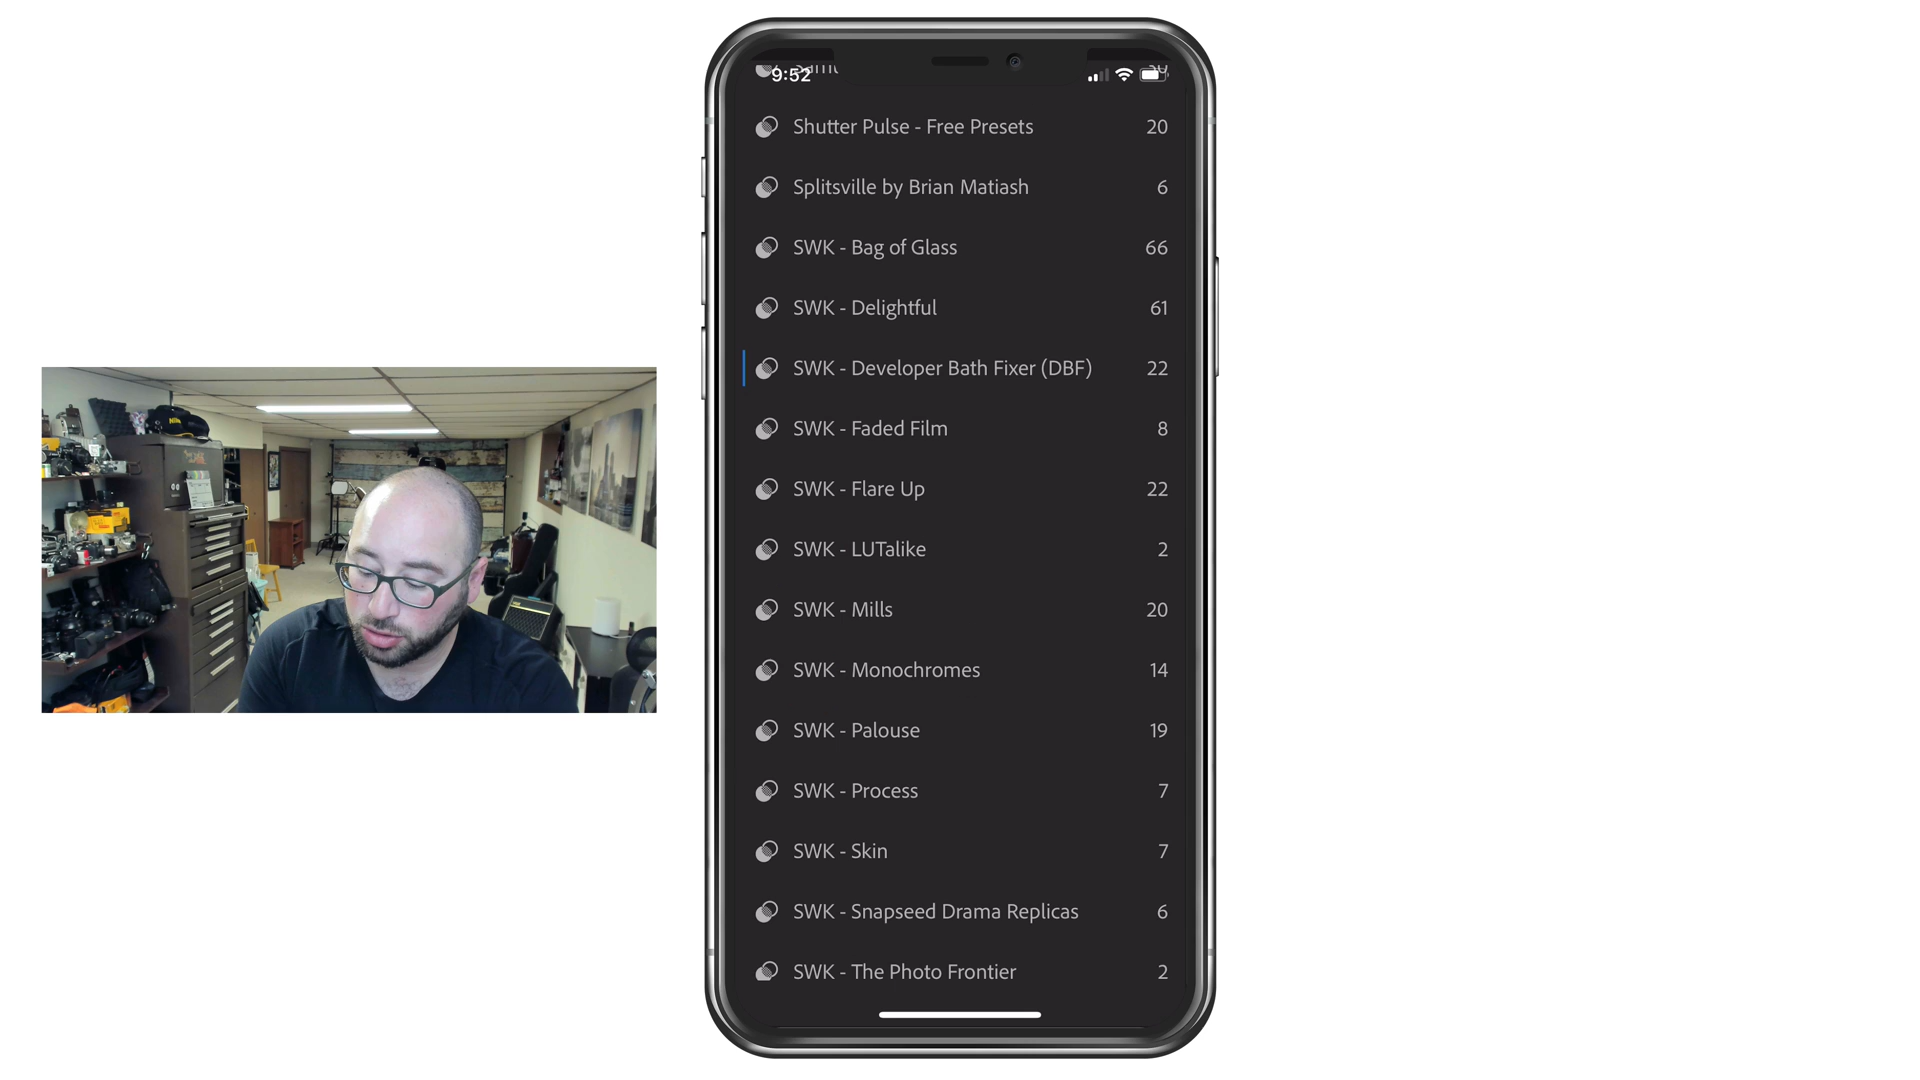 9:52
Shutter Pulse - Free Presets 20
Splitsville by Brian Matiash 6
SWK - Bag of Glass 66
SWK - Delightful 61
SWK - Developer Bath Fixer (DBF) 22
SWK - Faded Film 8
SWK - Flare Up 22
SWK - LUTalike 2
SWK - Mills 20
SWK - Monochromes 14
SWK - Palouse 19
SWK - Process 7
SWK - Skin 7
SWK - Snapseed Drama Replicas 6
SWK - The Photo Frontier 2